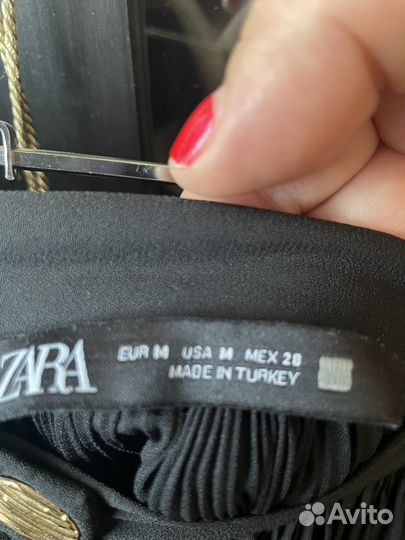 ZARA
EUR M USA M MEX 28
MADE IN TURKEY
Avito